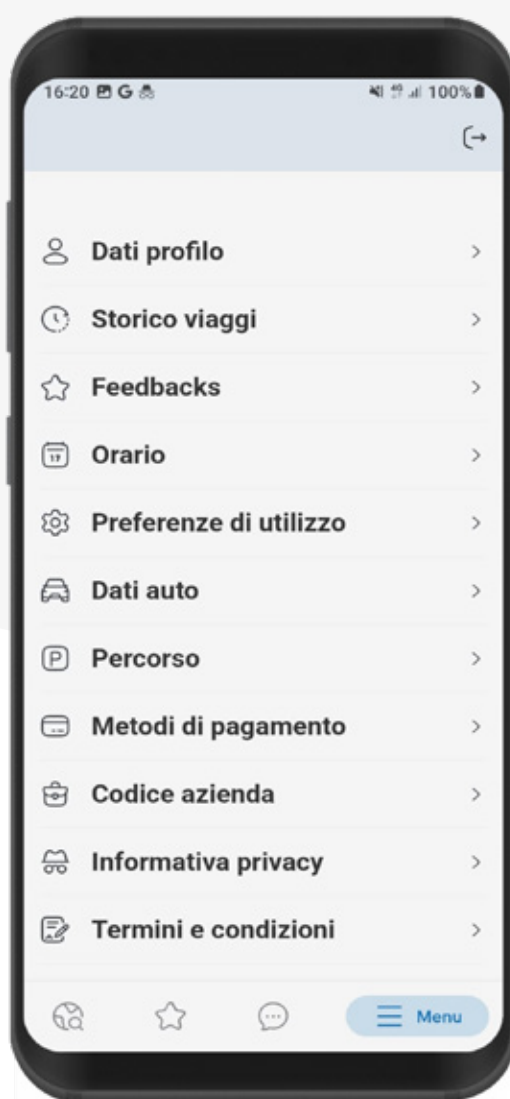 16:20 G 100%
Dati profilo
Storico viaggi
Feedbacks
17
Orario
Preferenze di utilizzo
Dati auto
P
Percorso
Metodi di pagamento
Codice azienda
Informativa privacy
Termini e condizioni
Menu